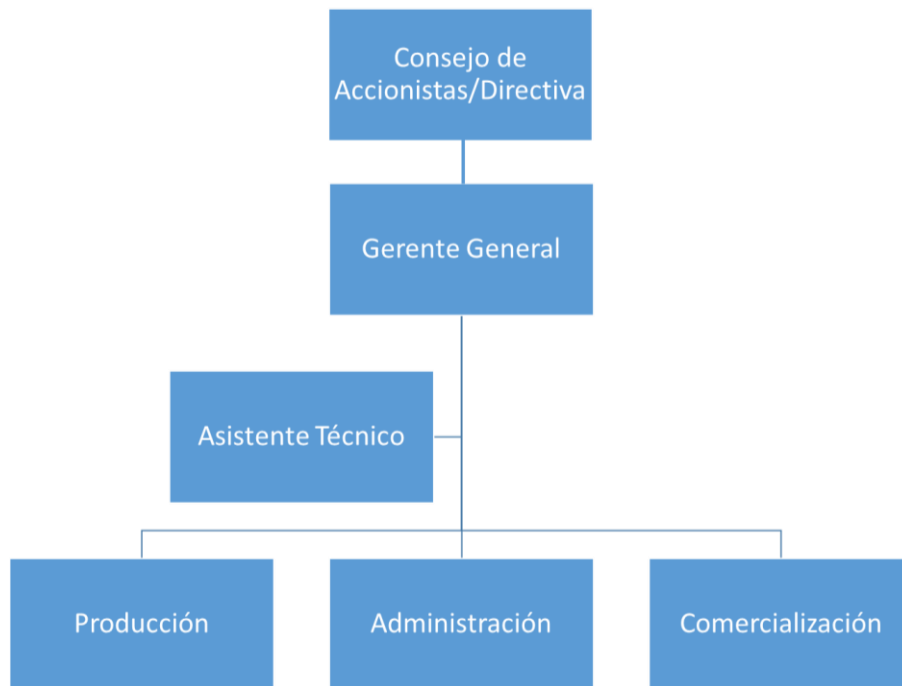 Consejo de
Accionistas/Directiva
Gerente General
Asistente Técnico
Producción
Administración
Comercialización